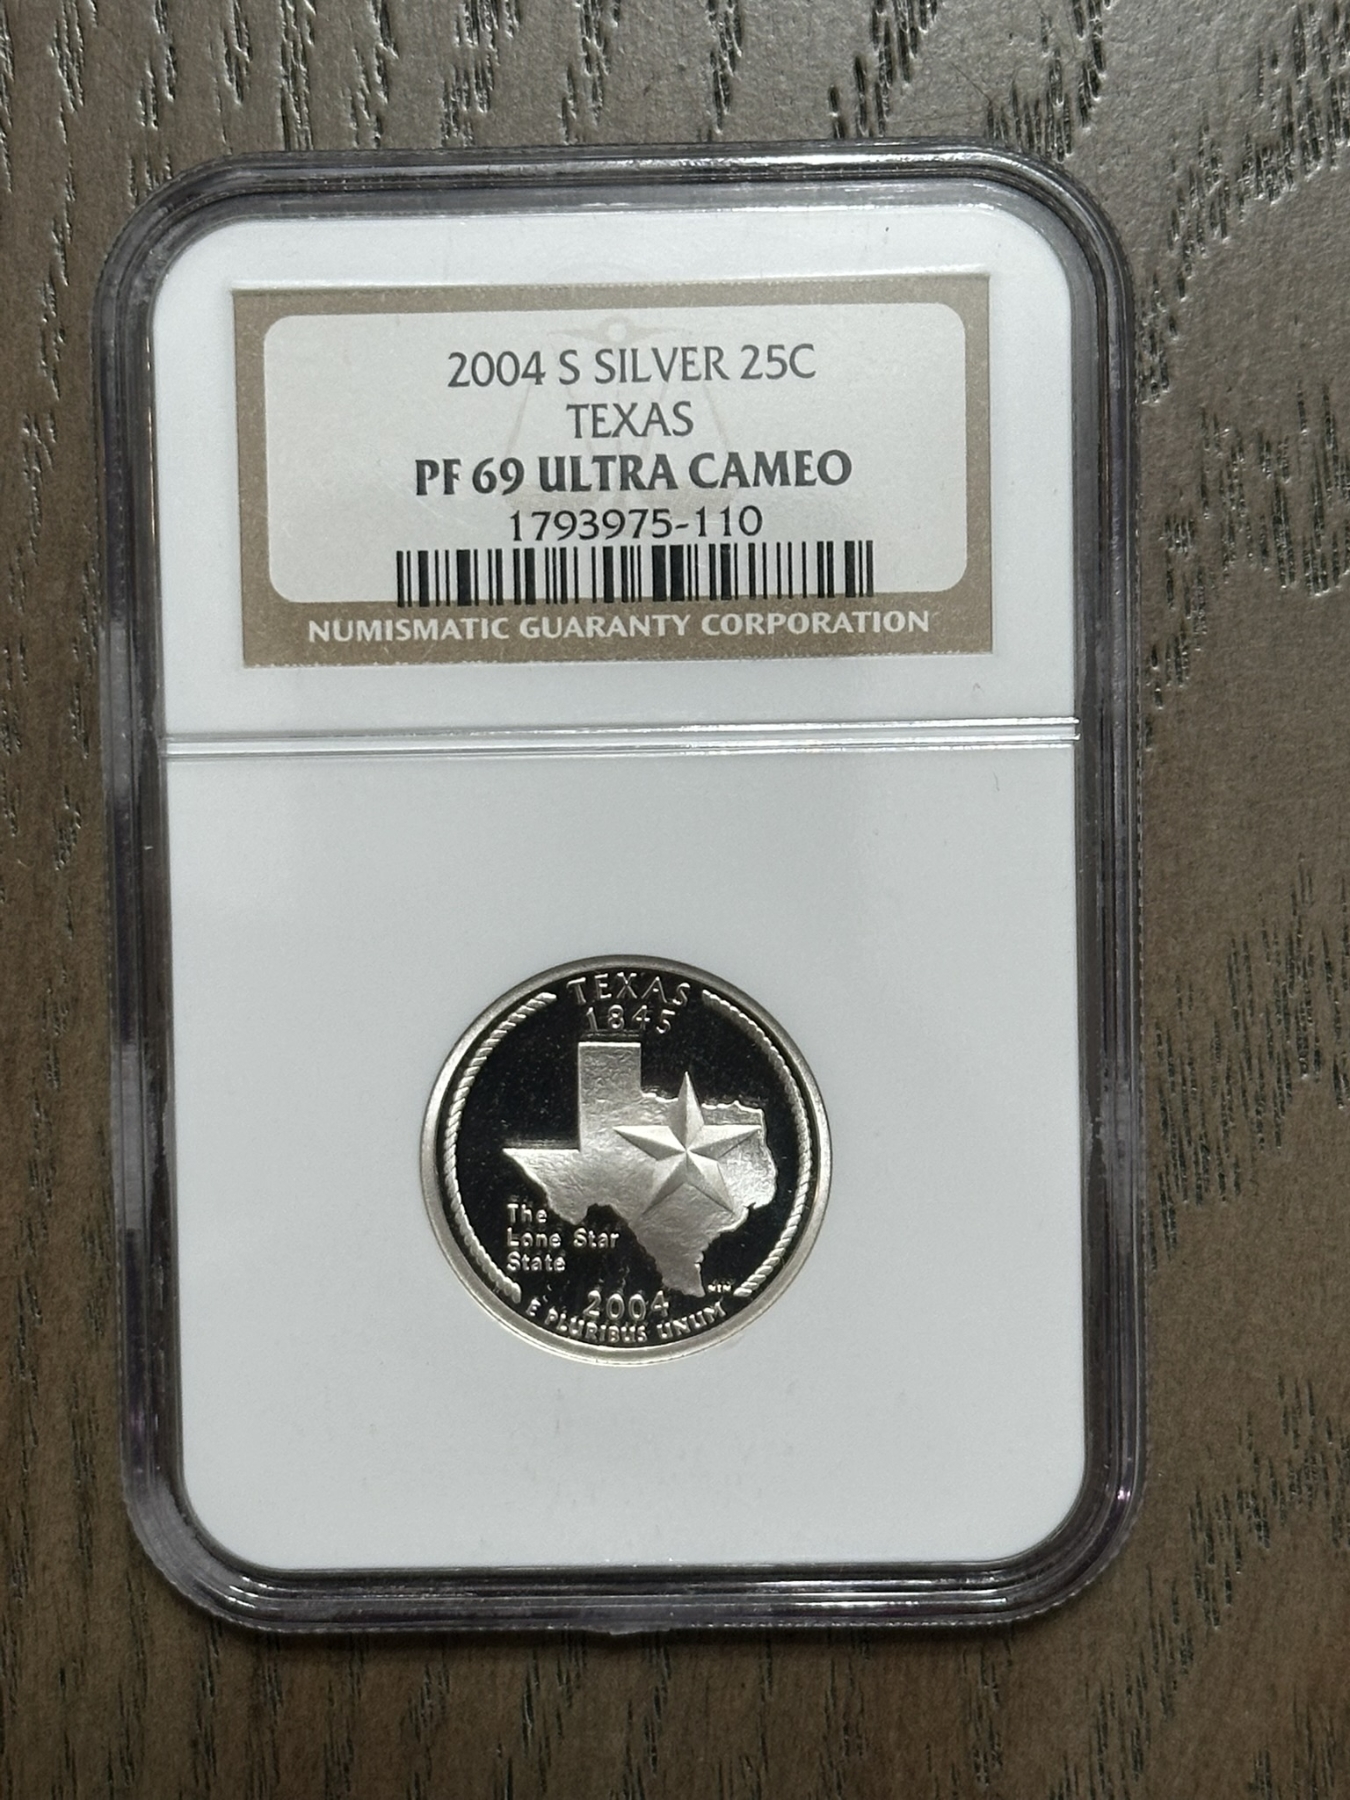 2004 S SILVER 25C
TEXAS
PF 69 ULTRA CAMEO
1793975-110
NUMISMATIC GUARANTY CORPORATION
TEXAS
1845
The
Lone Star
State
2004
E PLURIBUS UNUM